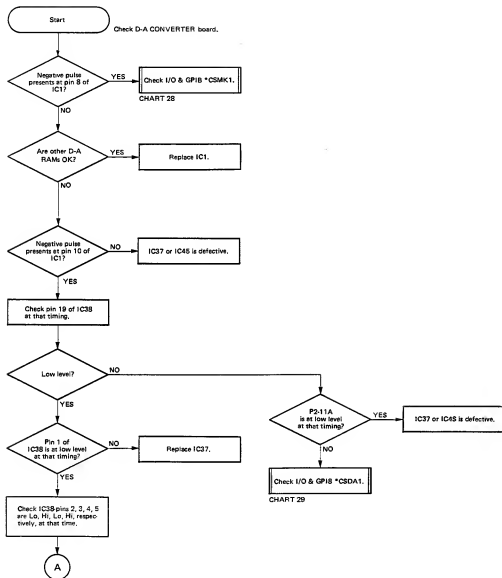 Start
Check D-A CONVERTER board.
Negative pulse
presents at pin 8 of
IC1?
YES
Check I/O & GPIB *CSMK1.
CHART 28
NO
Are other D-A
RAMs OK?
YES
Replace IC1.
NO
Negative pulse
presents at pin 10 of
IC1?
NO
IC37 or IC45 is defective.
YES
Check pin 19 of IC38
at that timing.
Low level?
NO
YES
P2-11A
is at low level
at that timing?
YES
IC37 or IC45 is defective.
NO
Check I/O & GPIB *CSDA1.
CHART 29
Pin 1 of
IC38 is at low level
at that timing?
NO
Replace IC37.
YES
Check IC38-pins 2, 3, 4, 5
are Lo, Hi, Lo, Hi, respec-
tively, at that time.
A